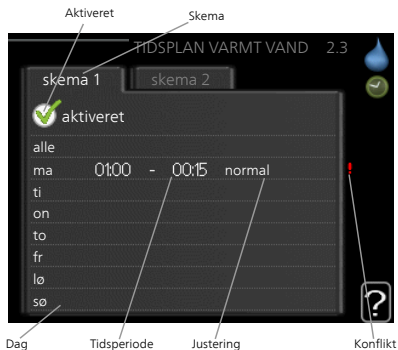 Aktiveret
Skema
TIDSPLAN VARMT VAND 2.3
skema 1 skema 2
aktiveret
alle
ma 01:00 - 00:15 normal !
ti
on
to
fr
lø
sø
?
Dag Tidsperiode Justering Konflikt